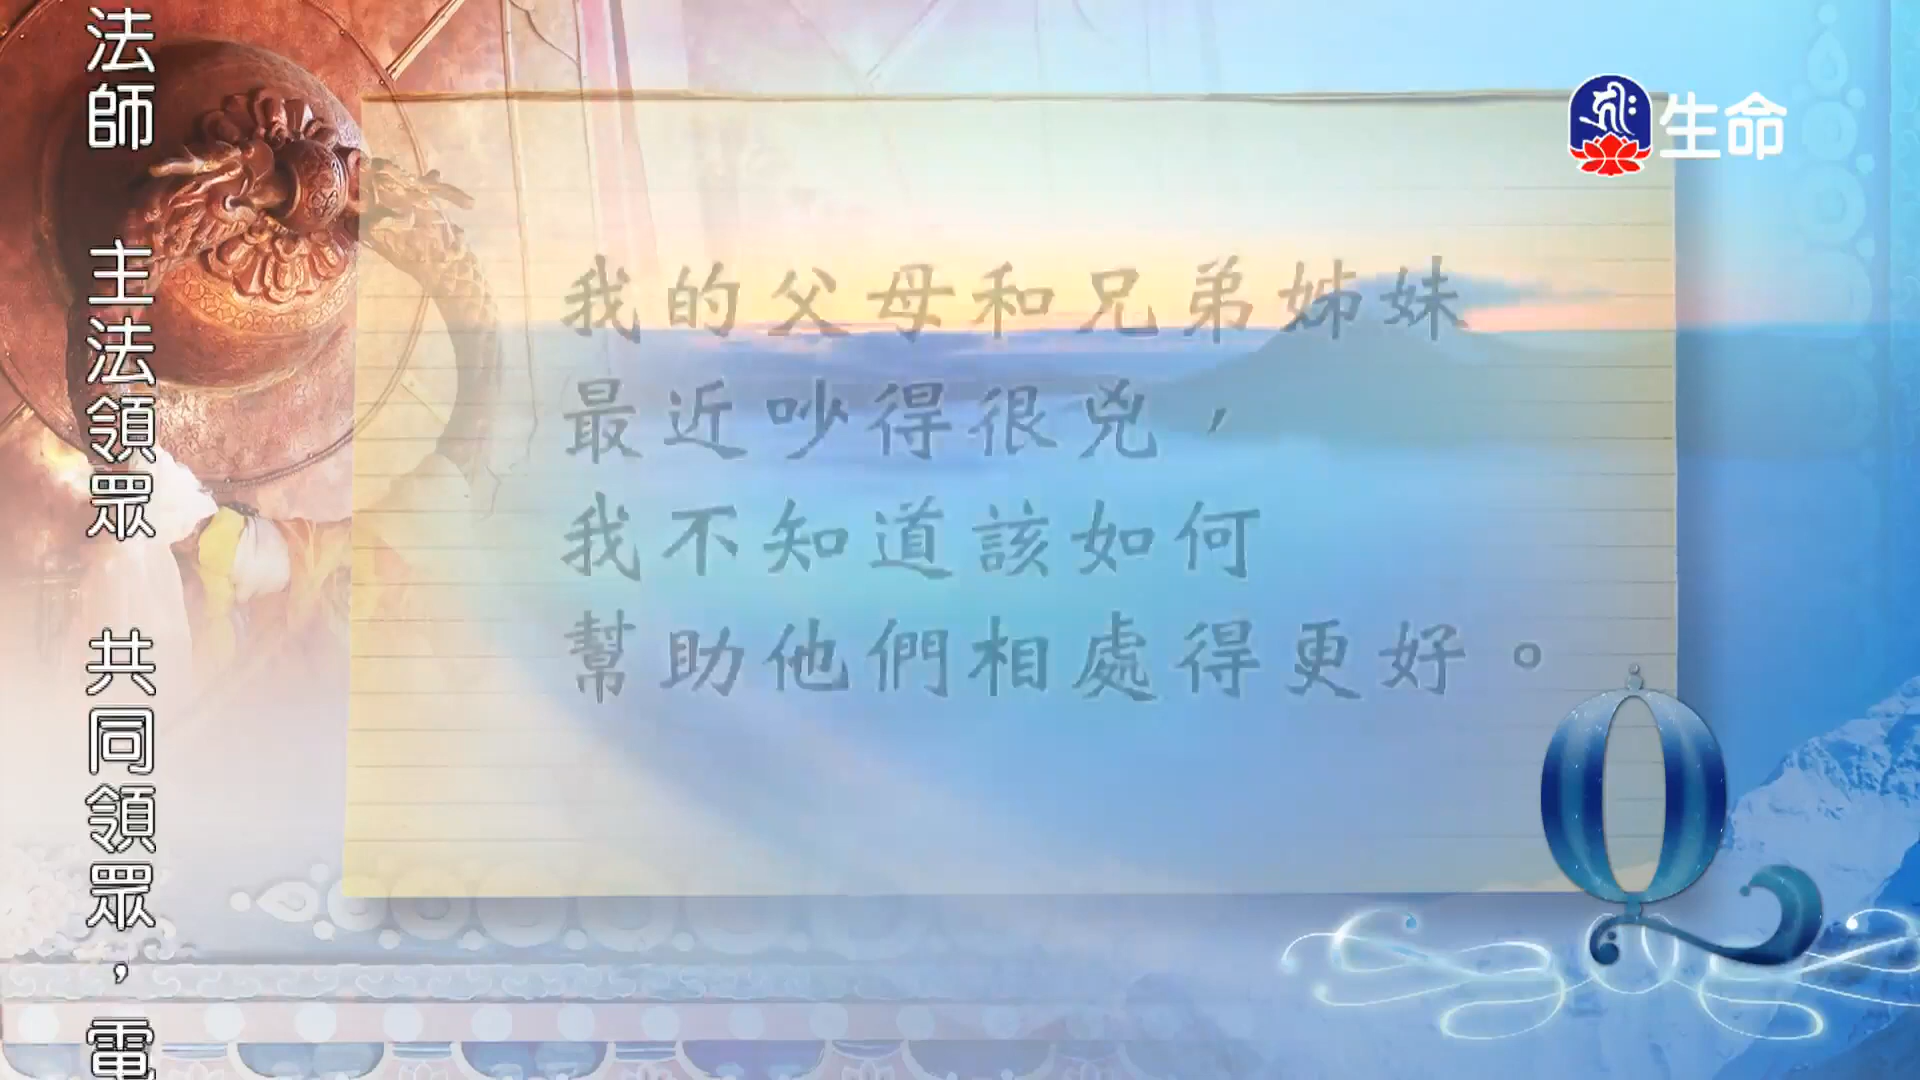 法師 主法領眾 共同領眾，電
生命
我的父母和兄弟姊妹
最近吵得很兇，
我不知道該如何
幫助他們相處得更好。
Q